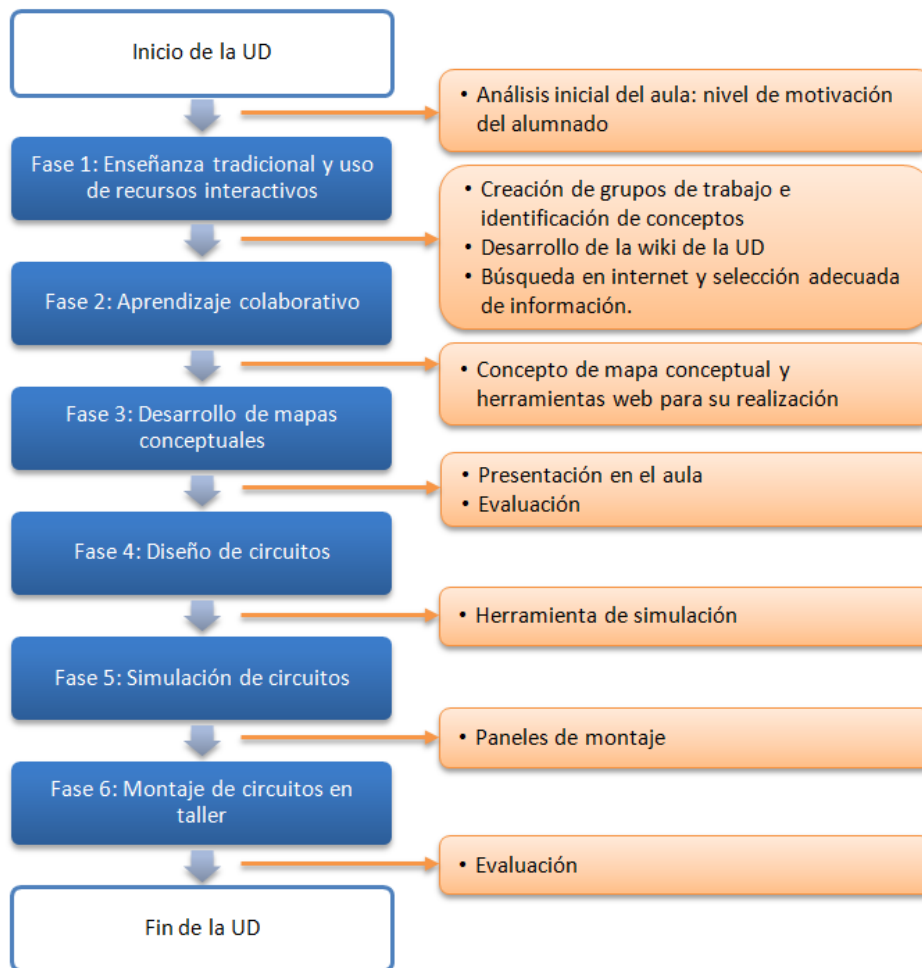 Inicio de la UD
• Análisis inicial del aula: nivel de motivación
del alumnado
Fase 1: Enseñanza tradicional y uso
de recursos interactivos
• Creación de grupos de trabajo e
identificación de conceptos
• Desarrollo de la wiki de la UD
• Búsqueda en internet y selección adecuada
de información.
Fase 2: Aprendizaje colaborativo
• Concepto de mapa conceptual y
herramientas web para su realización
Fase 3: Desarrollo de mapas
conceptuales
• Presentación en el aula
• Evaluación
Fase 4: Diseño de circuitos
• Herramienta de simulación
Fase 5: Simulación de circuitos
• Paneles de montaje
Fase 6: Montaje de circuitos en
taller
• Evaluación
Fin de la UD